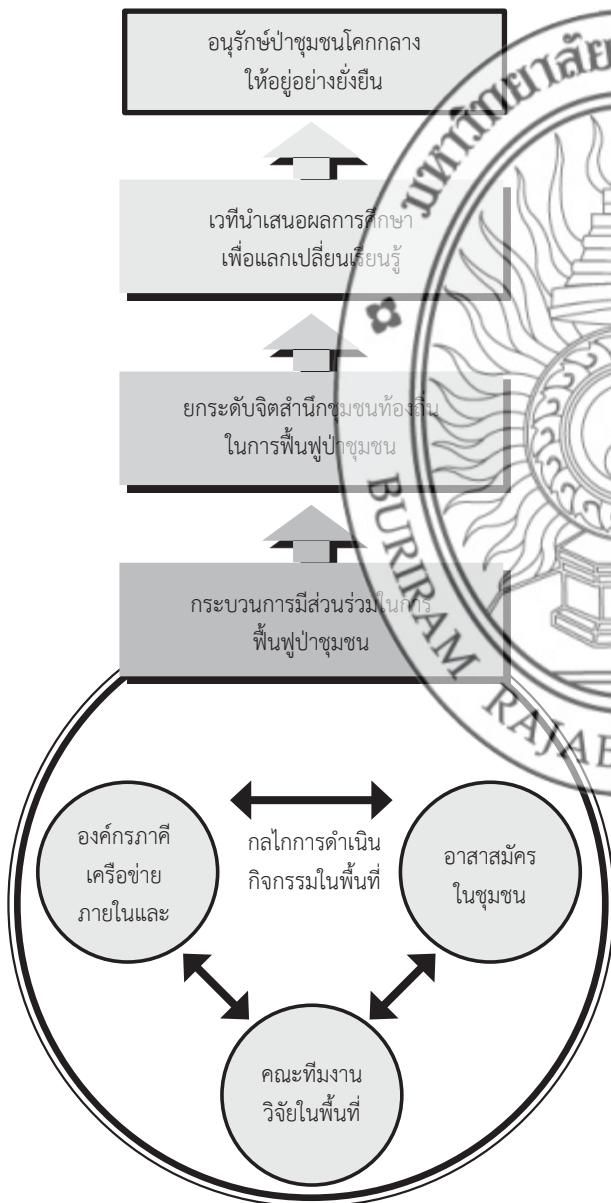 อนุรักษ์ป่าชุมชนโคกกลาง
ให้อยู่อย่างยั่งยืน
มหาวิทยาลัย
เวทีนำเสนอผลการศึกษา
เพื่อแลกเปลี่ยนเรียนรู้
ยกระดับจิตสำนึกชุมชนท้องถิ่น
ในการฟื้นฟูป่าชุมชน
BURIRAM
กระบวนการมีส่วนร่วมในการ
ฟื้นฟูป่าชุมชน
องค์กรภาคี
เครือข่าย
ภายในและ
กลไกการดำเนิน
กิจกรรมในพื้นที่
อาสาสมัคร
ในชุมชน
คณะทีมงาน
วิจัยในพื้นที่